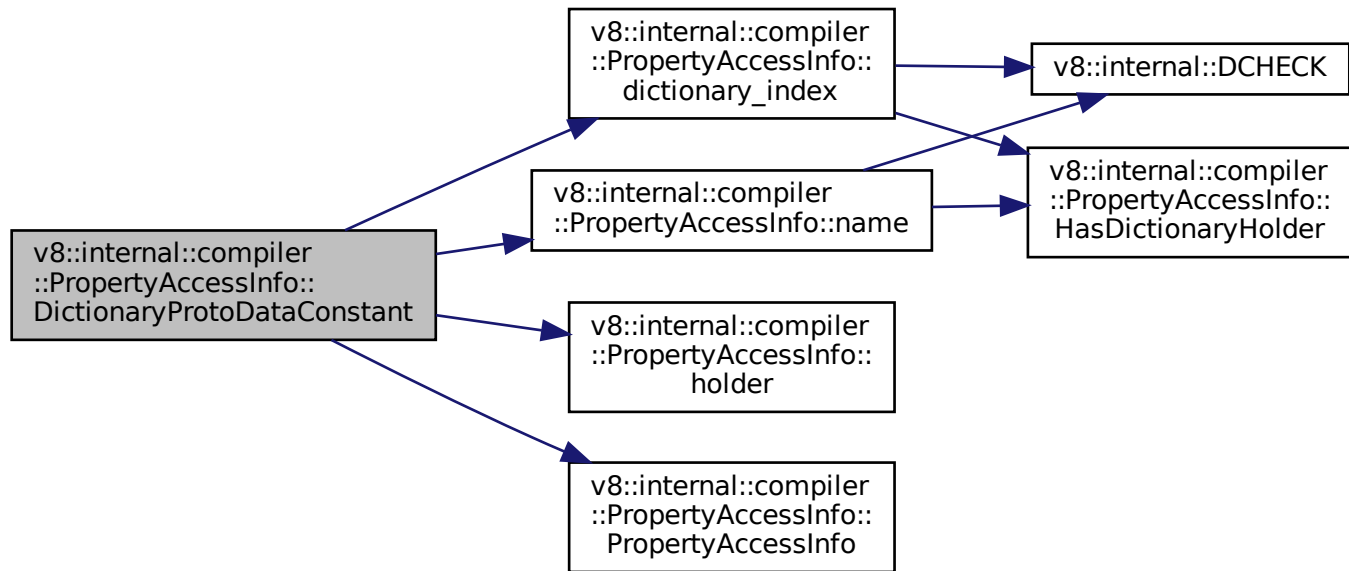 v8::internal::compiler
::PropertyAccessInfo::
DictionaryProtoDataConstant
v8::internal::compiler
::PropertyAccessInfo::
dictionary_index
v8::internal::compiler
::PropertyAccessInfo::name
v8::internal::compiler
::PropertyAccessInfo::
holder
v8::internal::compiler
::PropertyAccessInfo::
PropertyAccessInfo
v8::internal::DCHECK
v8::internal::compiler
::PropertyAccessInfo::
HasDictionaryHolder